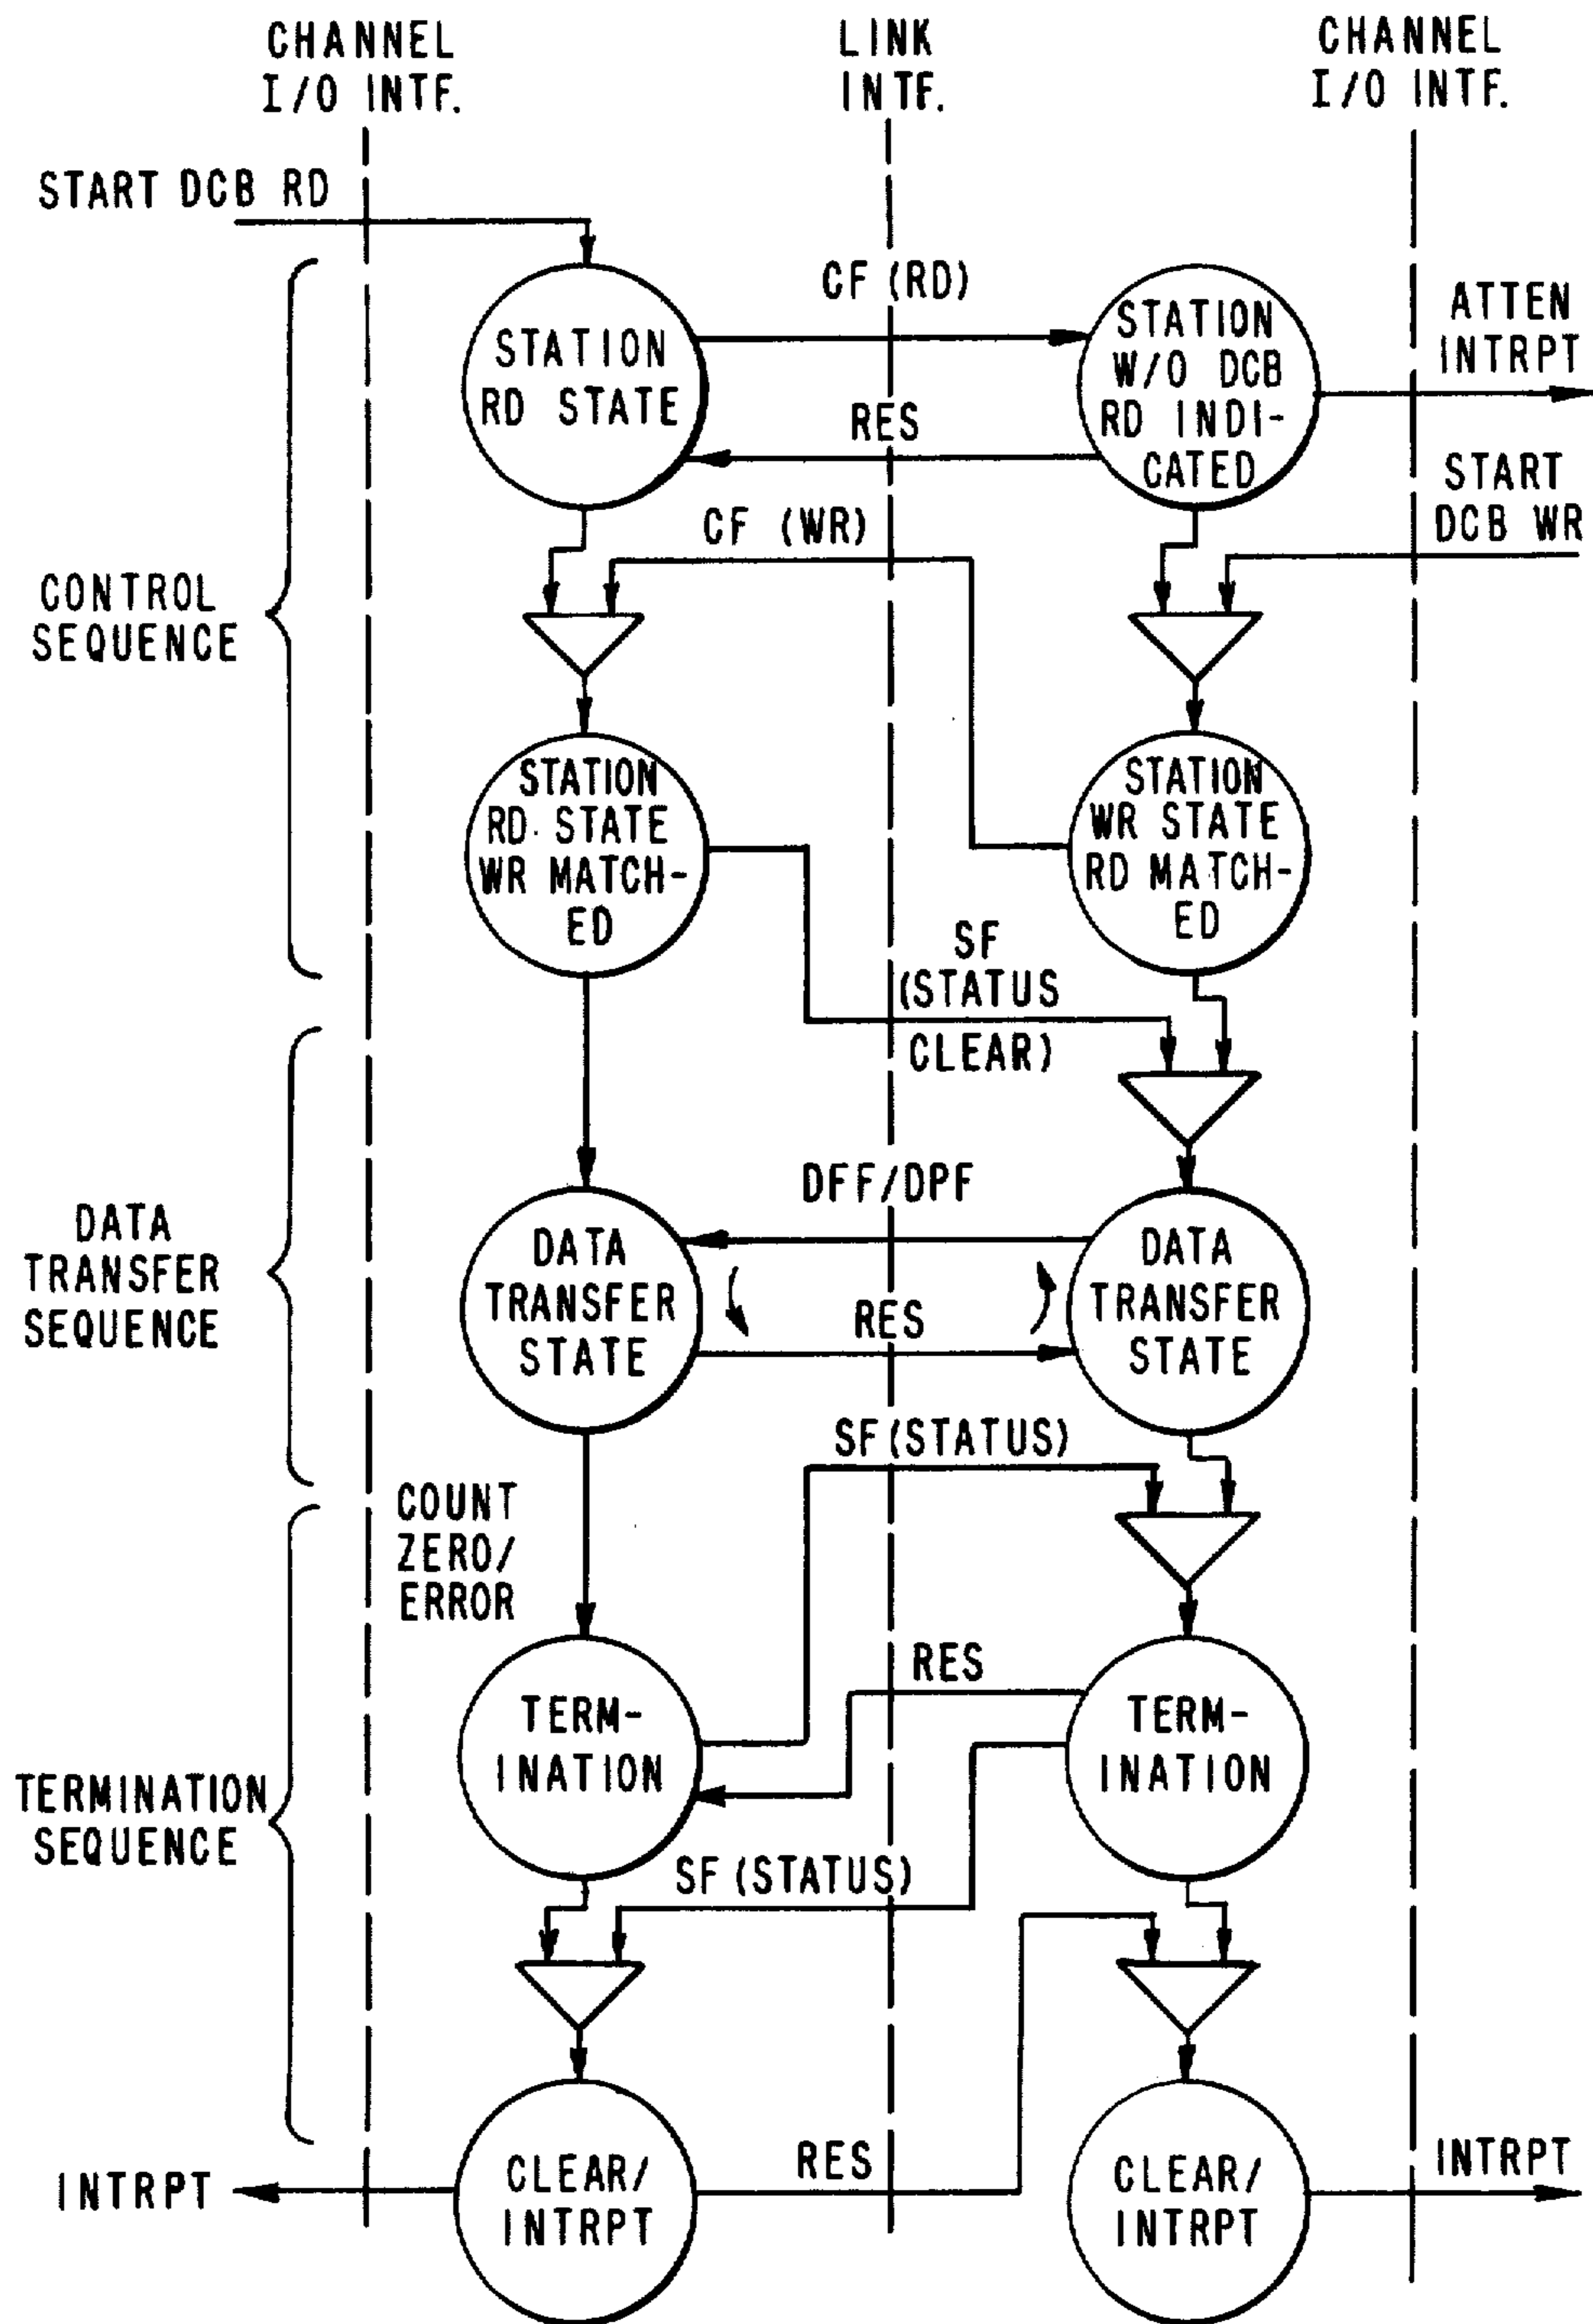 CHANNEL
I/O INTF.
LINK
INTF.
CHANNEL
I/O INTF.
START DCB RD
CF (RD)
STATION
RD STATE
STATION
W/O DCB
RD INDI-
CATED
ATTEN
INTRPT
RES
START
DCB WR
CF (WR)
CONTROL
SEQUENCE
STATION
RD STATE
WR MATCH-
ED
STATION
WR STATE
RD MATCH-
ED
SF
(STATUS
CLEAR)
DFF/DPF
DATA
TRANSFER
SEQUENCE
DATA
TRANSFER
STATE
DATA
TRANSFER
STATE
RES
SF (STATUS)
COUNT
ZERO/
ERROR
RES
TERM-
INATION
TERM-
INATION
TERMINATION
SEQUENCE
SF (STATUS)
INTRPT
CLEAR/
INTRPT
RES
CLEAR/
INTRPT
INTRPT